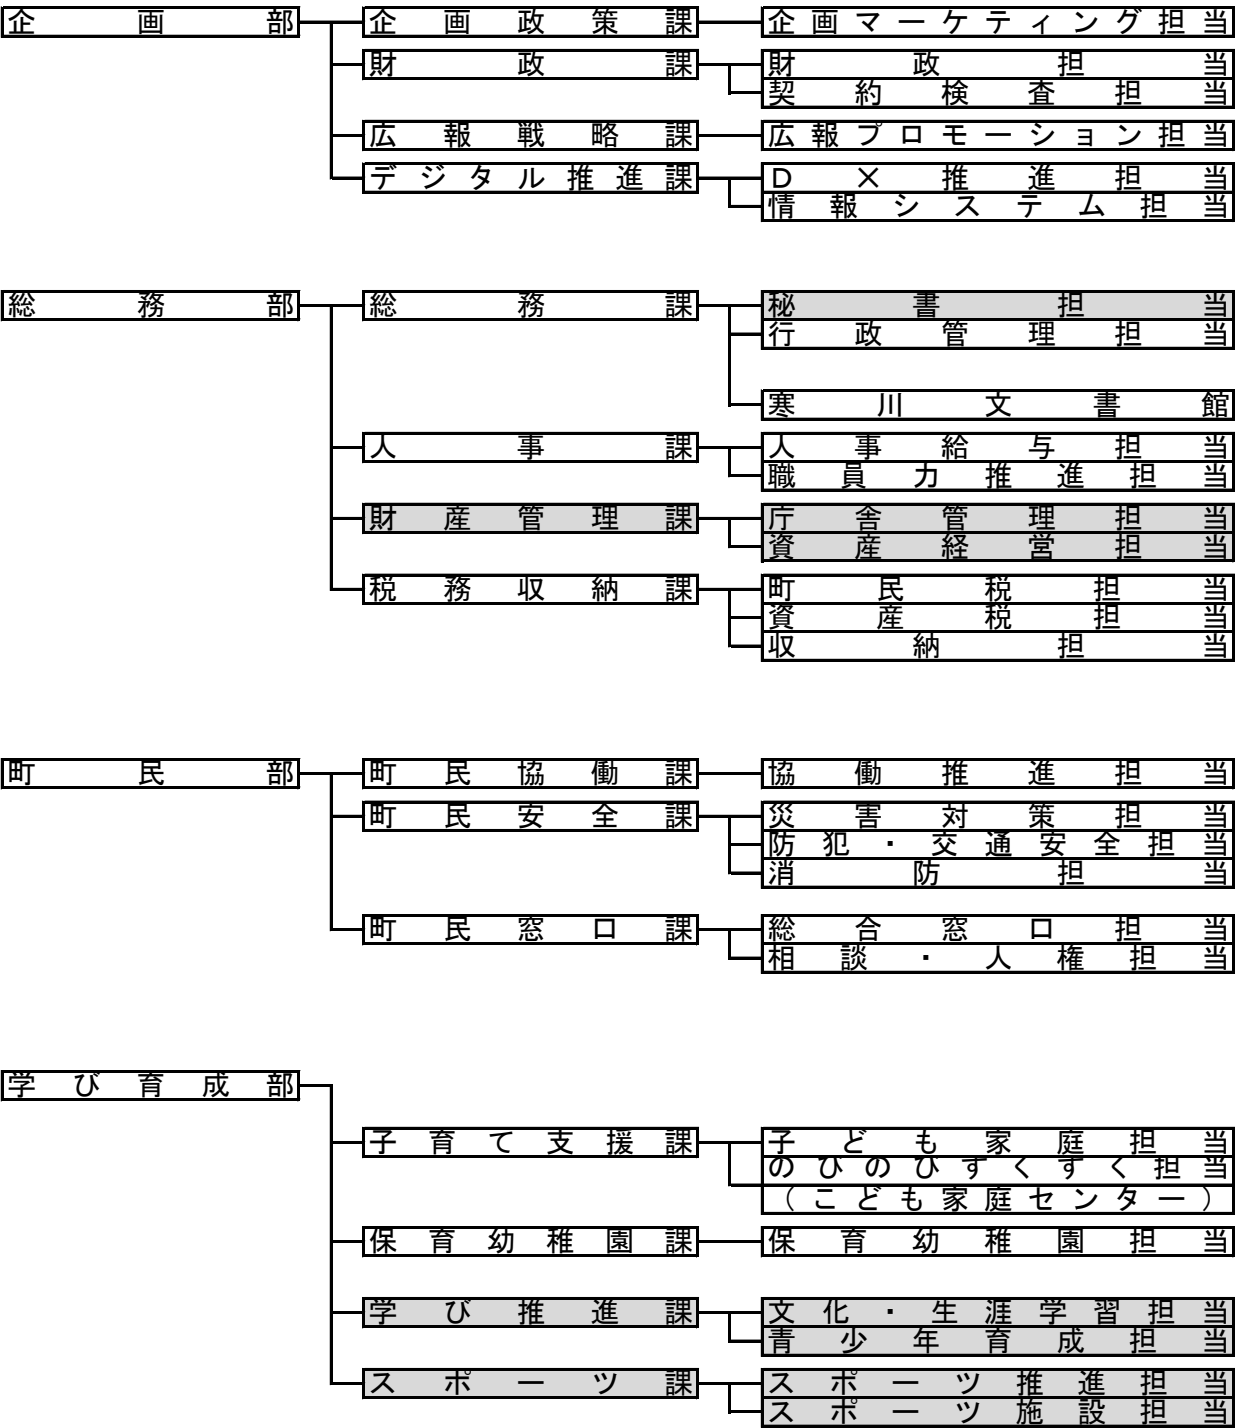 企画部 企画政策課 企画マーケティング担当
財政課 財政担当
契約検査担当
広報戦略課 広報プロモーション担当
デジタル推進課 ＤＸ推進担当
情報システム担当
総務部 総務課 秘書担当
行政管理担当
寒川文書館
人事課 人事給与担当
職員力推進担当
財産管理課 庁舎管理担当
資産経営担当
税務収納課 町民税担当
資産税担当
収納担当
町民部 町民協働課 協働推進担当
町民安全課 災害対策担当
防犯・交通安全担当
消防担当
町民窓口課 総合窓口担当
相談・人権担当
学び育成部
子育て支援課 子ども家庭担当
のびのびすくすく担当
（こども家庭センター）
保育幼稚園課 保育幼稚園担当
学び推進課 文化・生涯学習担当
青少年育成担当
スポーツ課 スポーツ推進担当
スポーツ施設担当